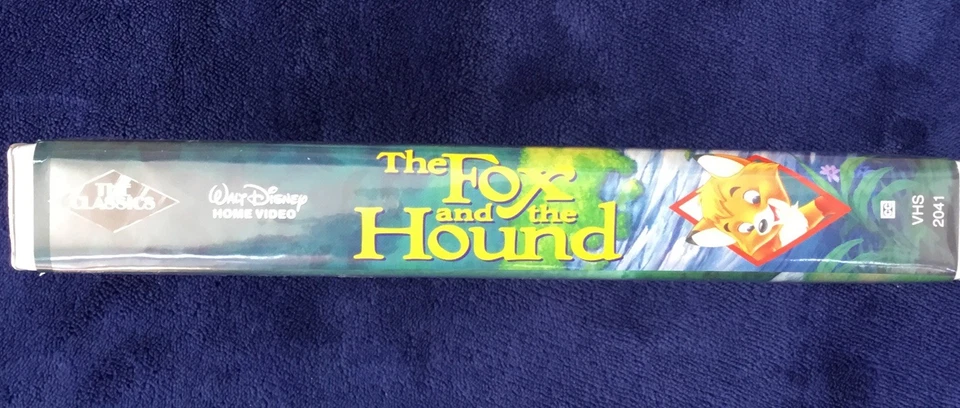 THE
CLASSICS
WALT DISNEY
HOME VIDEO
The Fox
and the
Hound
VHS
2041